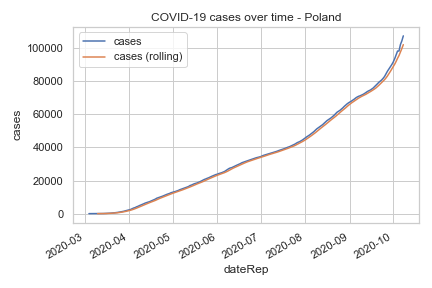 COVID-19 cases over time - Poland
cases
cases (rolling)
100000
80000
60000
40000
20000
0
cases
2020-03
2020-04
2020-05
2020-06
2020-07
2020-08
2020-09
2020-10
dateRep